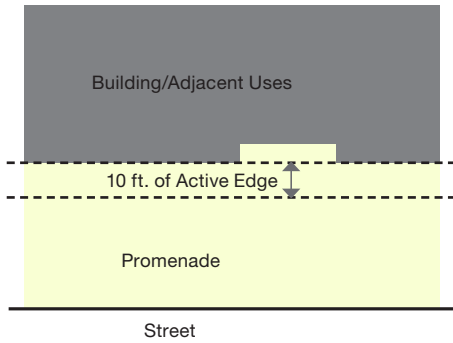 Building/Adjacent Uses
10 ft. of Active Edge
Promenade
Street